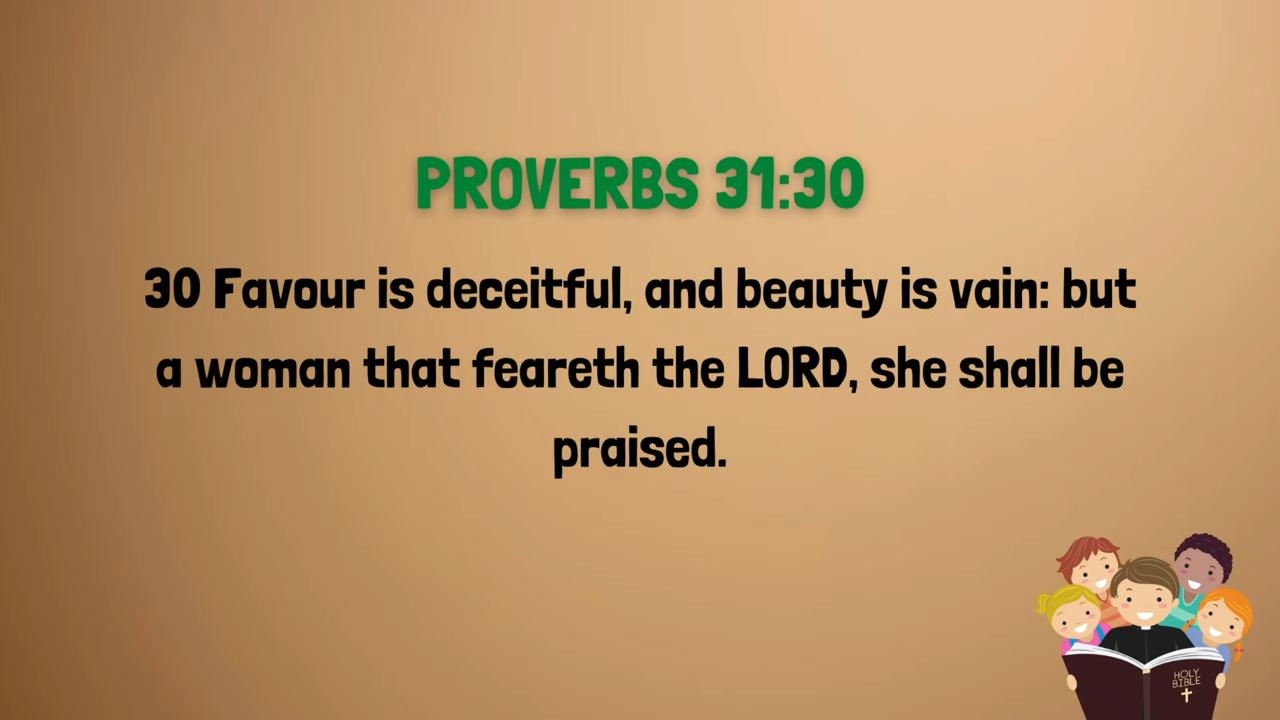 PROVERBS 31:30
30 Favour is deceitful, and beauty is vain: but
a woman that feareth the LORD, she shall be
praised.
HOLY
BIBLE